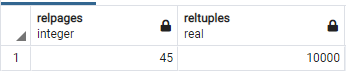 relpages reltuples
integer real
1 45 10000